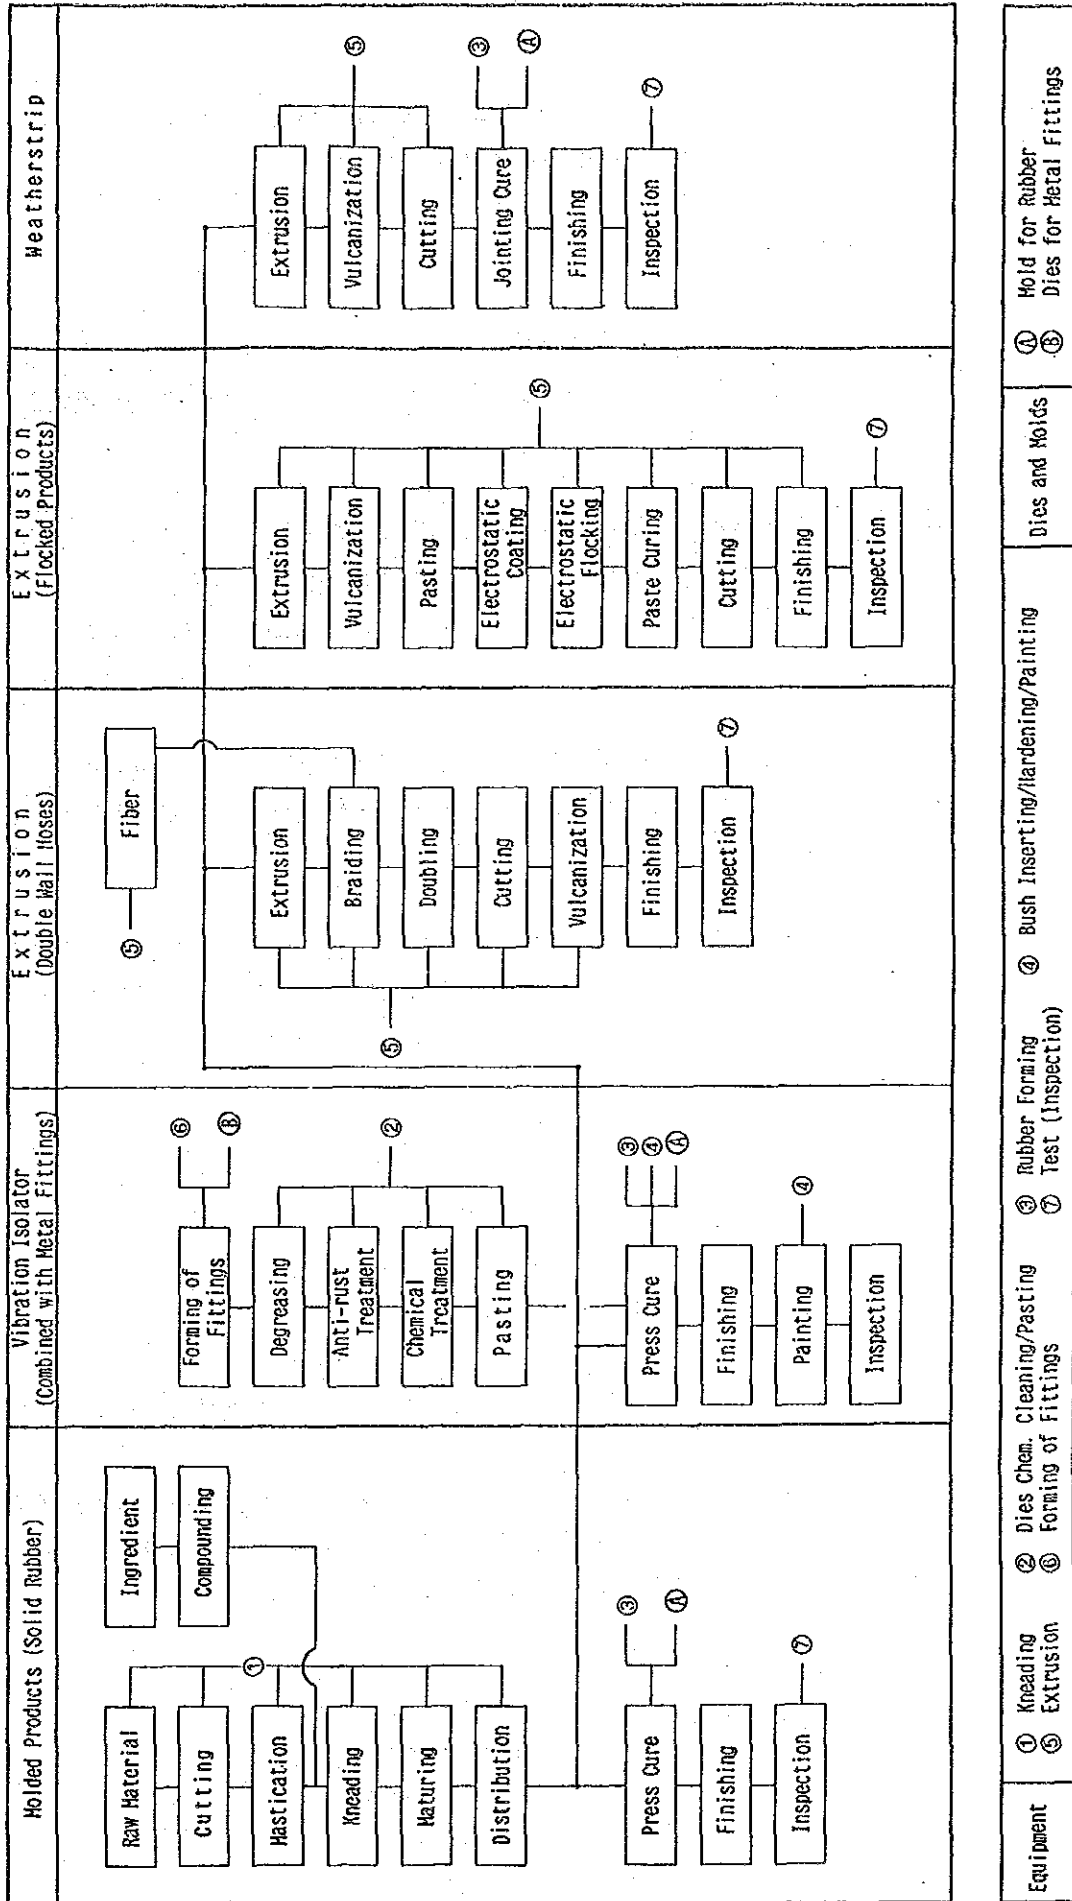 Molded Products (Solid Rubber)
Raw Material
Cutting
Mastication
Kneading
Maturing
Distribution
①
Ingredient
Compounding
Press Cure
③
Ⓐ
Finishing
Inspection
⑦
Vibration Isolator
(Combined with Metal Fittings)
Forming of
Fittings
⑥
Ⓑ
Degreasing
Anti-rust
Treatment
Chemical
Treatment
Pasting
②
Press Cure
③
④
Ⓐ
Finishing
Painting
④
Inspection
Extrusion
(Double Wall Hoses)
⑤
Fiber
Extrusion
Braiding
Doubling
Cutting
Vulcanization
⑤
Finishing
Inspection
⑦
Extrusion
(Flocked Products)
Extrusion
Vulcanization
Pasting
Electrostatic
Coating
Electrostatic
Flocking
Paste Curing
Cutting
Finishing
⑤
Inspection
⑦
Weatherstrip
Extrusion
Vulcanization
Cutting
⑤
Jointing Cure
③
Ⓐ
Finishing
Inspection
⑦
Equipment
① Kneading ② Dies Chem. Cleaning/Pasting ③ Rubber Forming ④ Bush Inserting/Hardening/Painting
⑤ Extrusion ⑥ Forming of Fittings ⑦ Test (Inspection)
Dies and Molds
Ⓐ Mold for Rubber
Ⓑ Dies for Metal Fittings